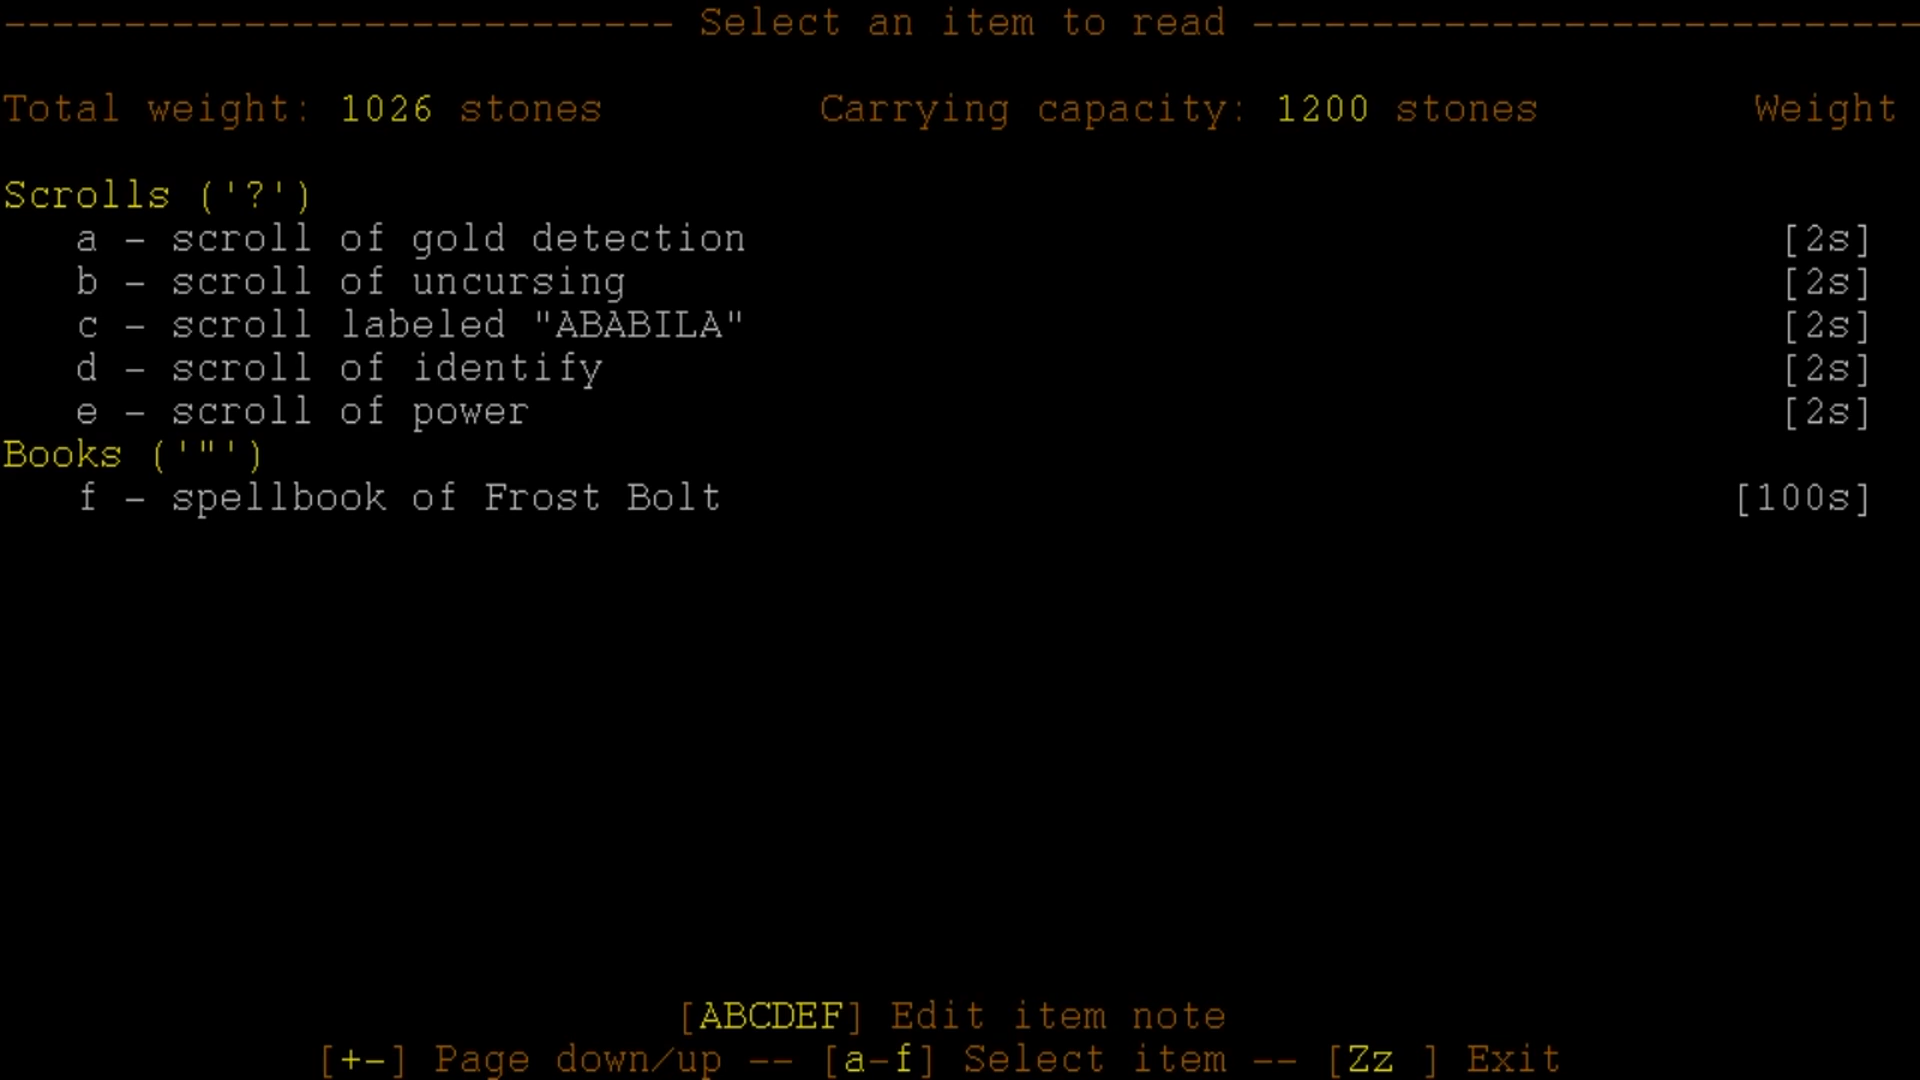 ---------------------------- Select an item to read ----------------------------
Total weight: 1026 stones Carrying capacity: 1200 stones Weight
Scrolls ('?')
a - scroll of gold detection [2s]
b - scroll of uncursing [2s]
c - scroll labeled "ABABILA" [2s]
d - scroll of identify [2s]
e - scroll of power [2s]
Books ('"')
f - spellbook of Frost Bolt [100s]
[ABCDEF] Edit item note
[+-] Page down/up -- [a-f] Select item -- [Zz ] Exit